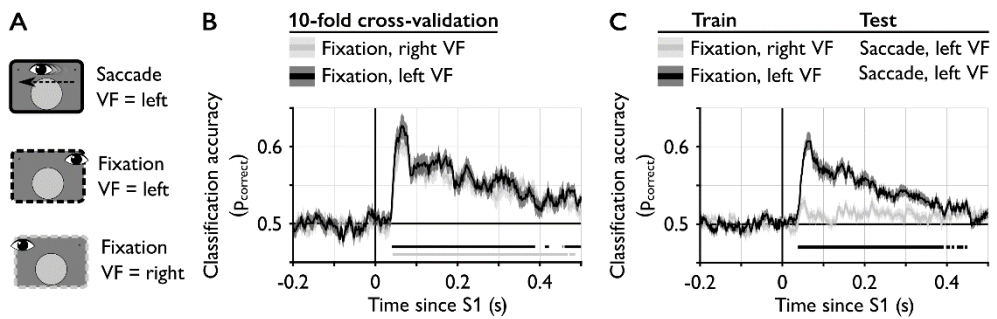 A
Saccade
VF = left
Fixation
VF = left
Fixation
VF = right
B
10-fold cross-validation
Fixation, right VF
Fixation, left VF
Classification accuracy
(pcorrect)
0.6
0.5
-0.2
0
0.2
0.4
Time since S1 (s)
C
Train Test
Fixation, right VF Saccade, left VF
Fixation, left VF Saccade, left VF
Classification accuracy
(pcorrect)
0.6
0.5
-0.2
0
0.2
0.4
Time since S1 (s)